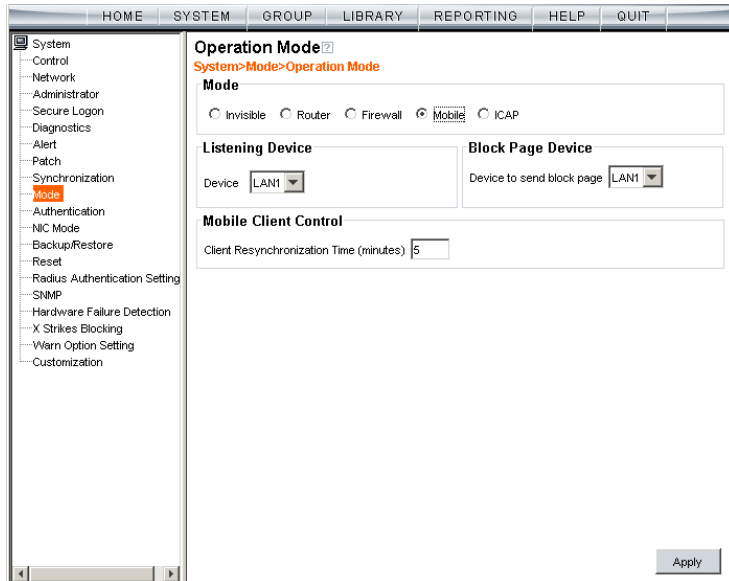 HOME SYSTEM GROUP LIBRARY REPORTING HELP QUIT
System
Control
Network
Administrator
Secure Logon
Diagnostics
Alert
Patch
Synchronization
Mode
Authentication
NIC Mode
Backup/Restore
Reset
Radius Authentication Setting
SNMP
Hardware Failure Detection
X Strikes Blocking
Warn Option Setting
Customization
Operation Mode ?
System>Mode>Operation Mode
Mode
Invisible Router Firewall Mobile ICAP
Listening Device
Device LAN1
Block Page Device
Device to send block page LAN1
Mobile Client Control
Client Resynchronization Time (minutes) 5
Apply